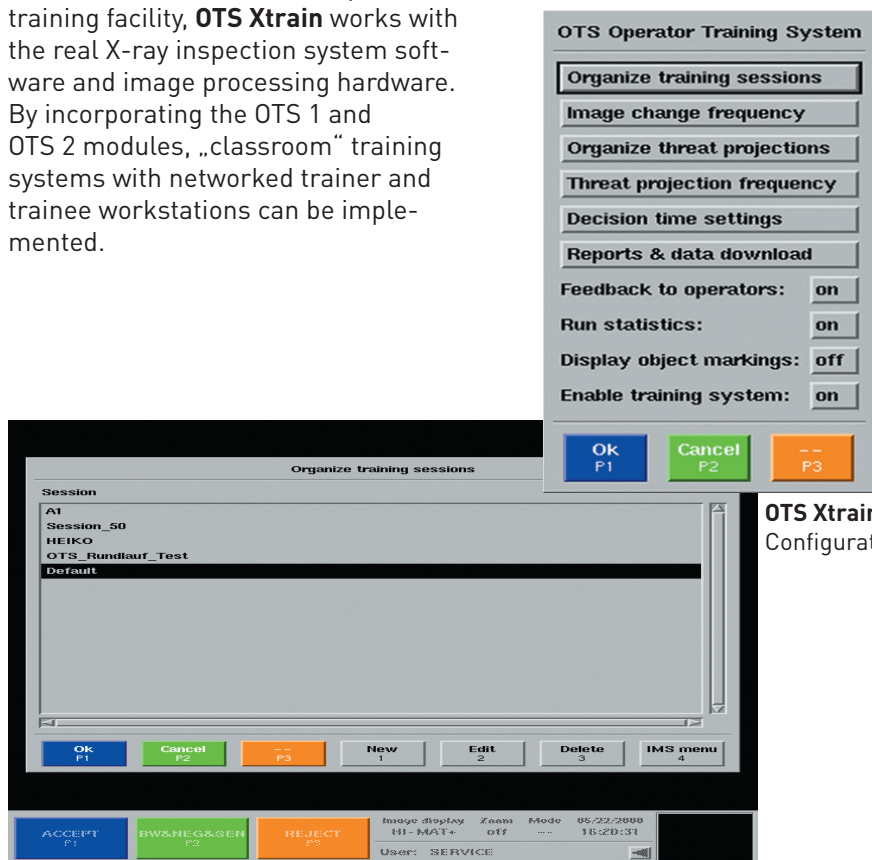 training facility, OTS Xtrain works with
the real X-ray inspection system soft-
ware and image processing hardware.
By incorporating the OTS 1 and
OTS 2 modules, „classroom“ training
systems with networked trainer and
trainee workstations can be imple-
mented.
OTS Operator Training System
Organize training sessions
Image change frequency
Organize threat projections
Threat projection frequency
Decision time settings
Reports & data download
Feedback to operators: on
Run statistics: on
Display object markings: off
Enable training system: on
Ok Cancel --
P1 P2 P3
OTS Xtrain
Configurat
Organize training sessions
Session
A1
Session_50
HEIKO
OTS_Rundlauf_Test
Default
Ok Cancel -- New Edit Delete IMS menu
P1 P2 P3 1 2 3 4
ACCEPT BW&NEG&SEN REJECT
P1 P2 P3
Image display Zoom Mode 06/22/2000
HI-MAT+ off -- 16:20:31
User: SERVICE